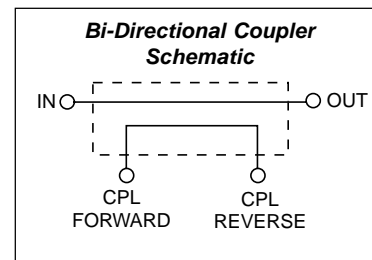 Bi-Directional Coupler
Schematic
IN OUT
CPL CPL
FORWARD REVERSE